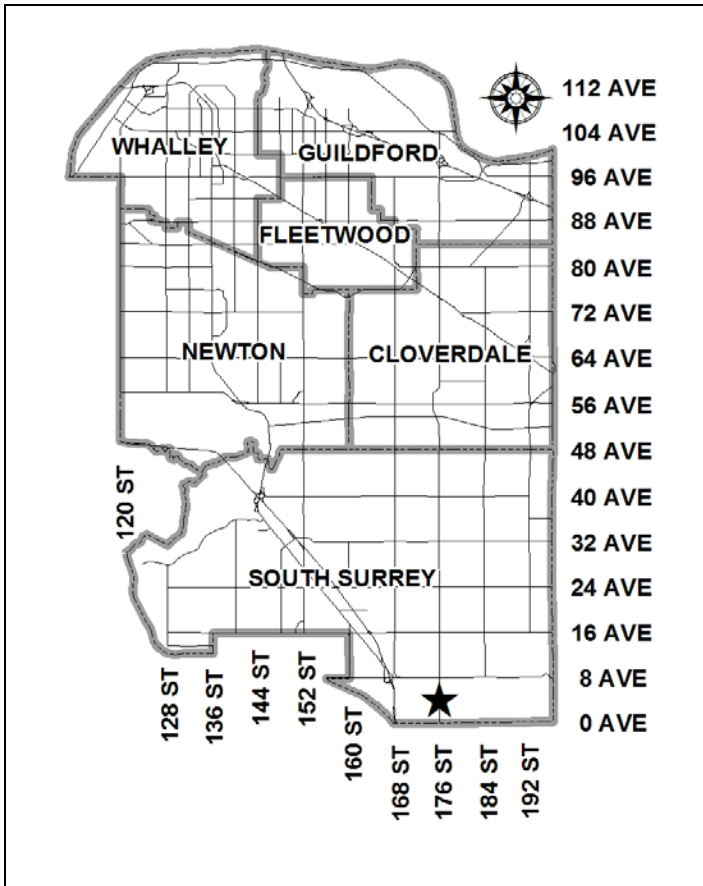 112 AVE
104 AVE
WHALLEY
GUILDFORD
96 AVE
88 AVE
FLEETWOOD
80 AVE
72 AVE
NEWTON
CLOVERDALE
64 AVE
56 AVE
48 AVE
120 ST
40 AVE
32 AVE
SOUTH SURREY
24 AVE
16 AVE
128 ST
136 ST
144 ST
152 ST
8 AVE
160 ST
0 AVE
168 ST
176 ST
184 ST
192 ST